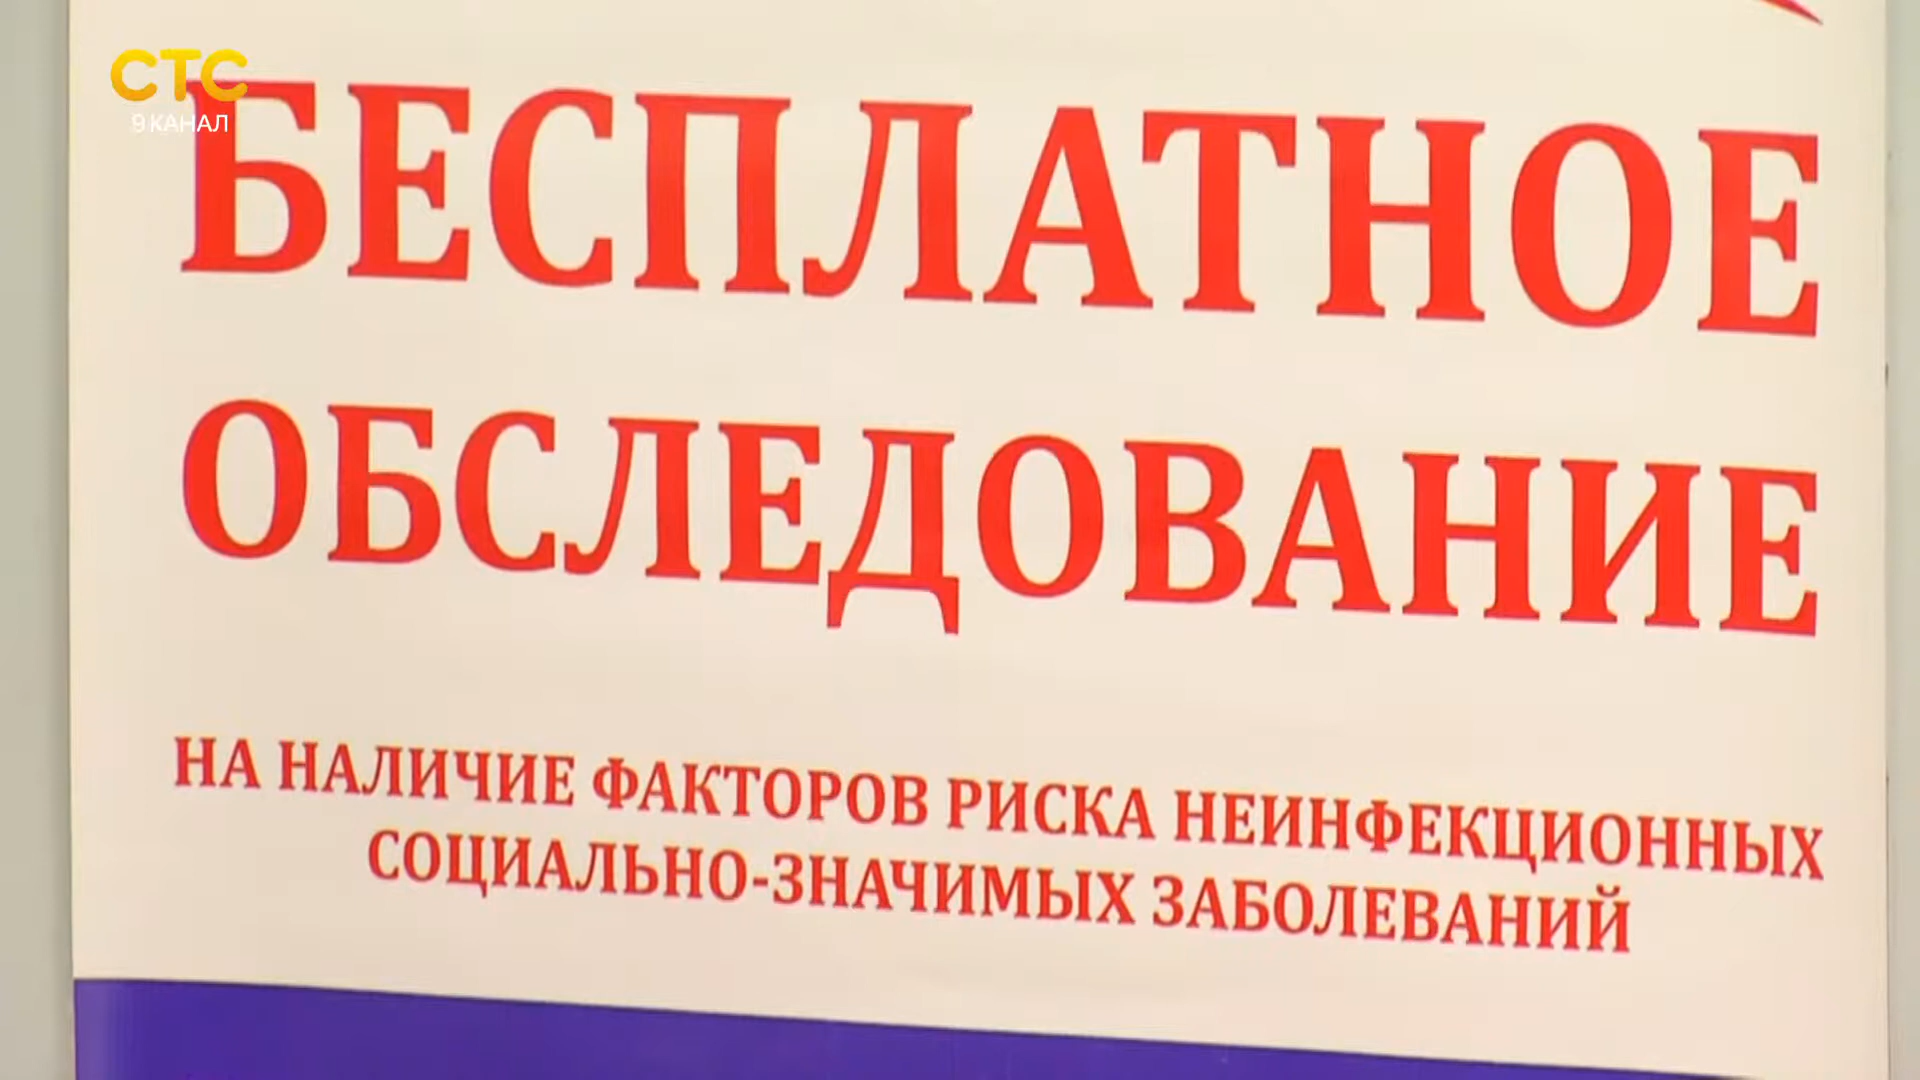 СТС
9 КАНАЛ
БЕСПЛАТНОЕ
ОБСЛЕДОВАНИЕ
НА НАЛИЧИЕ ФАКТОРОВ РИСКА НЕИНФЕКЦИОННЫХ
СОЦИАЛЬНО-ЗНАЧИМЫХ ЗАБОЛЕВАНИЙ